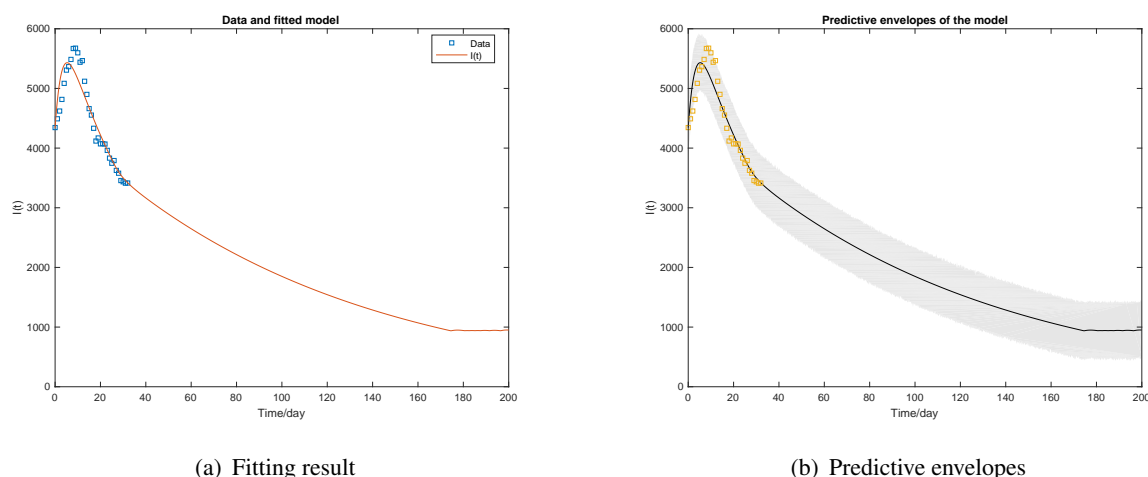 Data and fitted model
6000
5000
4000
3000
2000
1000
0
I(t)
Data
I(t)
0 20 40 60 80 100 120 140 160 180 200
Time/day
(a) Fitting result
Predictive envelopes of the model
6000
5000
4000
3000
2000
1000
0
I(t)
0 20 40 60 80 100 120 140 160 180 200
Time/day
(b) Predictive envelopes